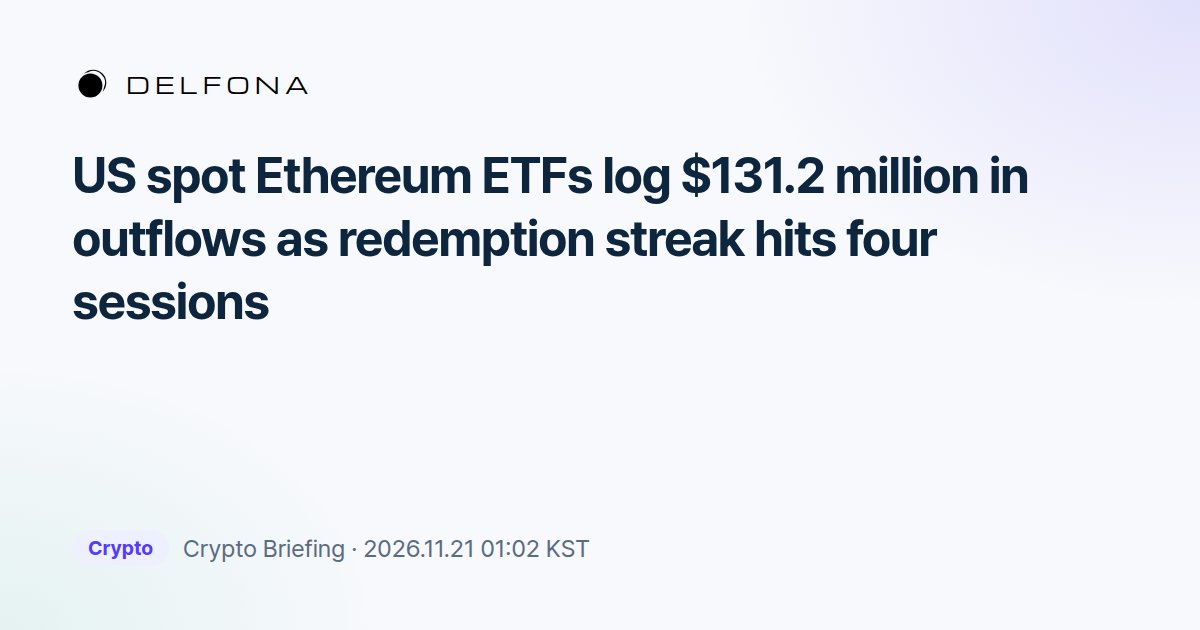 DELFONA
US spot Ethereum ETFs log $131.2 million in
outflows as redemption streak hits four
sessions
Crypto Crypto Briefing · 2026.11.21 01:02 KST